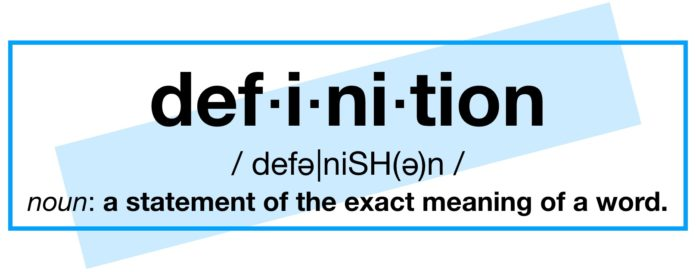 def·i·ni·tion
/ defə|niSH(ə)n /
noun: a statement of the exact meaning of a word.